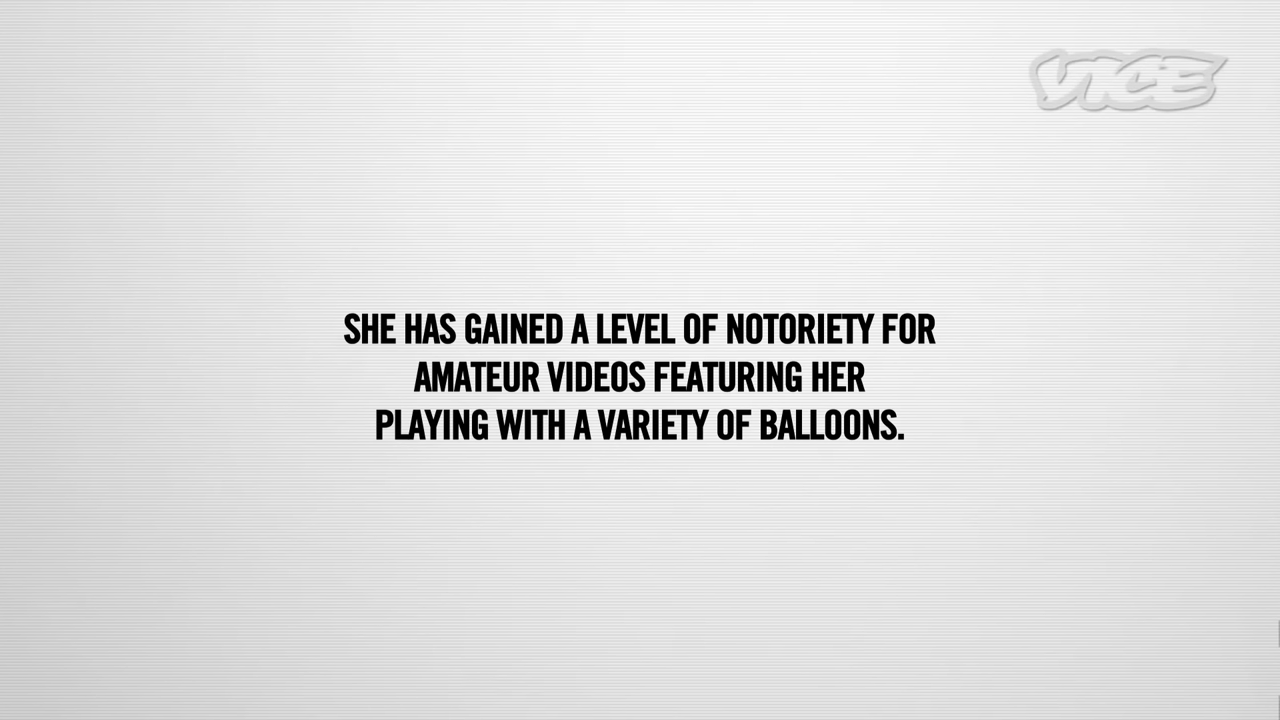 VICE
SHE HAS GAINED A LEVEL OF NOTORIETY FOR
AMATEUR VIDEOS FEATURING HER
PLAYING WITH A VARIETY OF BALLOONS.